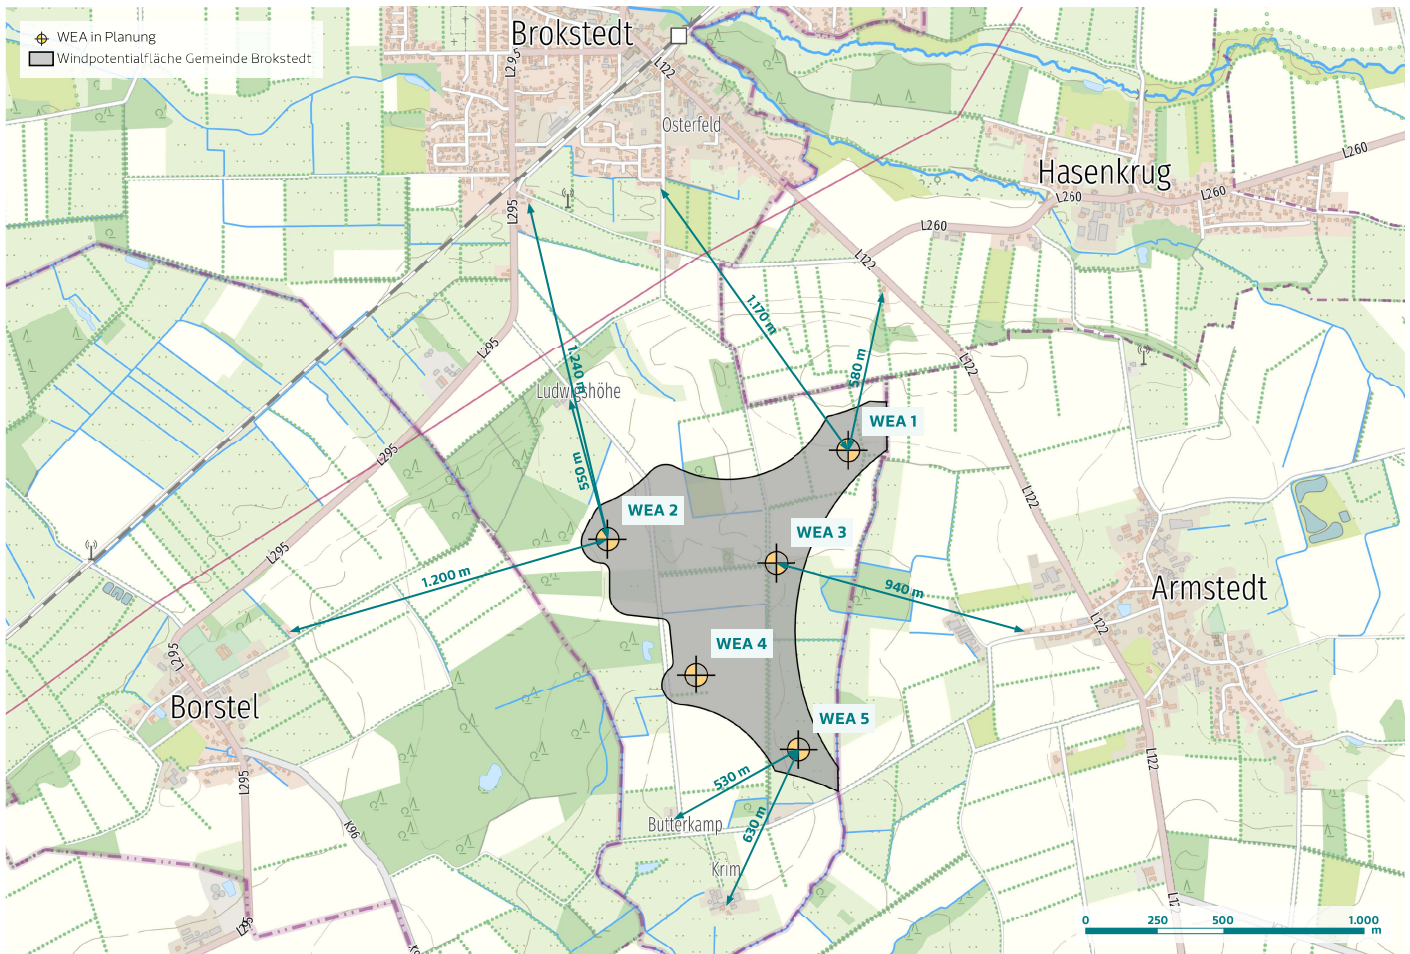 WEA in Planung
Windpotentialfläche Gemeinde Brokstedt
Brokstedt
L295
L122
Osterfeld
Hasenkrug
L260
L260
L260
L260
L295
L122
1.170 m
580 m
1.240 m
L295
Ludwigshöhe
L122
WEA 1
L295
550 m
WEA 2
L122
WEA 3
L295
1.200 m
940 m
Armstedt
L122
WEA 4
L295
Borstel
WEA 5
L122
L295
530 m
630 m
K96
Butterkamp
Krim
L295
L122
0
250
500
1.000
m